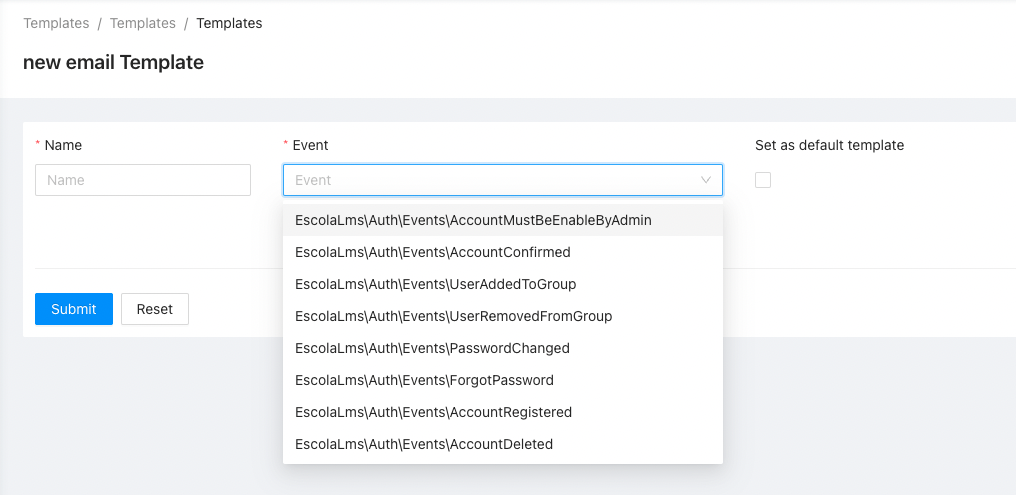 Templates / Templates / Templates
new email Template
* Name
* Event
Set as default template
Name
Event
EscolaLms\Auth\Events\AccountMustBeEnableByAdmin
EscolaLms\Auth\Events\AccountConfirmed
EscolaLms\Auth\Events\UserAddedToGroup
EscolaLms\Auth\Events\UserRemovedFromGroup
EscolaLms\Auth\Events\PasswordChanged
EscolaLms\Auth\Events\ForgotPassword
EscolaLms\Auth\Events\AccountRegistered
EscolaLms\Auth\Events\AccountDeleted
Submit
Reset